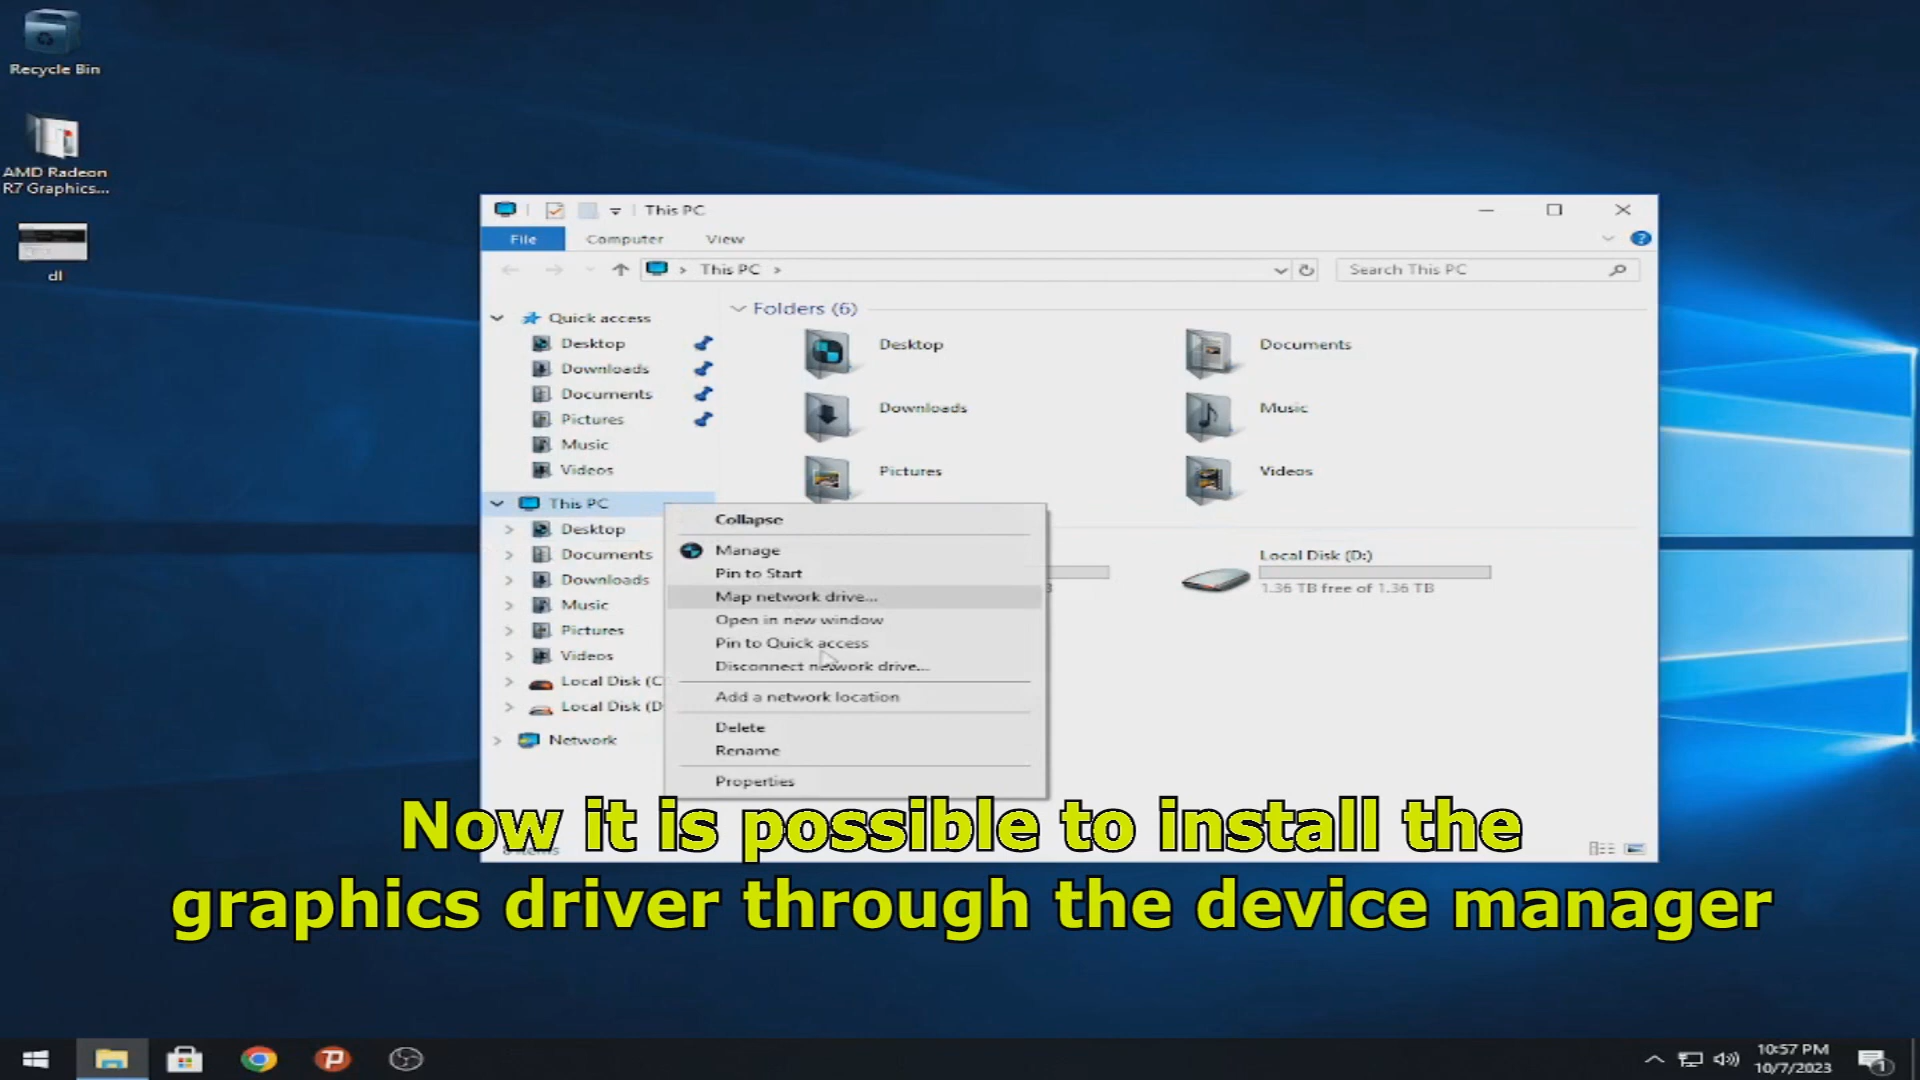 Recycle Bin
AMD Radeon
R7 Graphics...
dl
This PC
File
Computer
View
This PC
Search This PC
Quick access
Desktop
Downloads
Documents
Pictures
Music
Videos
This PC
Desktop
Documents
Downloads
Music
Pictures
Videos
Local Disk (C
Local Disk (D
Network
Folders (6)
Desktop
Documents
Downloads
Music
Pictures
Videos
Local Disk (D:)
1.36 TB free of 1.36 TB
Collapse
Manage
Pin to Start
Map network drive...
Open in new window
Pin to Quick access
Disconnect network drive...
Add a network location
Delete
Rename
Properties
Now it is possible to install the
graphics driver through the device manager
10:57 PM
10/7/2023
1